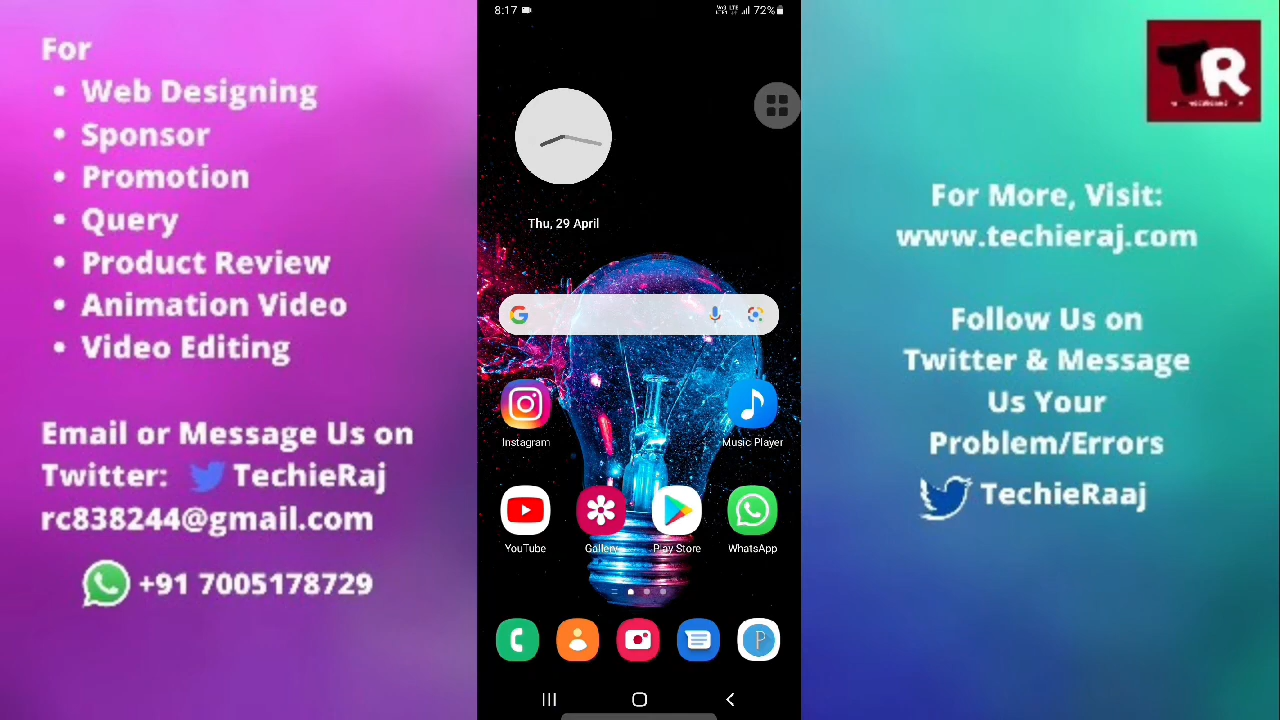 For
• Web Designing
• Sponsor
• Promotion
• Query
• Product Review
• Animation Video
• Video Editing
Email or Message Us on
Twitter: TechieRaj
rc838244@gmail.com
+91 7005178729
8:17
72%
Thu, 29 April
Instagram
Music Player
YouTube
Gallery
Play Store
WhatsApp
TR
For More, Visit:
www.techieraj.com
Follow Us on
Twitter & Message
Us Your
Problem/Errors
TechieRaaj